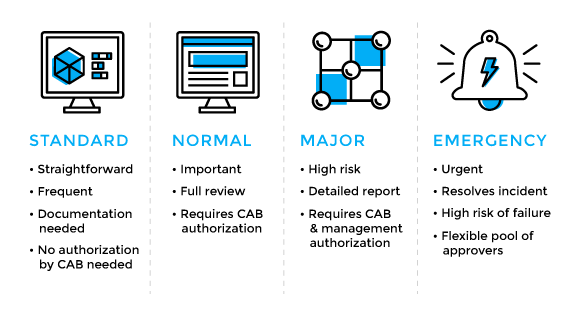 STANDARD
• Straightforward
• Frequent
• Documentation
needed
• No authorization
by CAB needed
NORMAL
• Important
• Full review
• Requires CAB
authorization
MAJOR
• High risk
• Detailed report
• Requires CAB
& management
authorization
EMERGENCY
• Urgent
• Resolves incident
• High risk of failure
• Flexible pool of
approvers